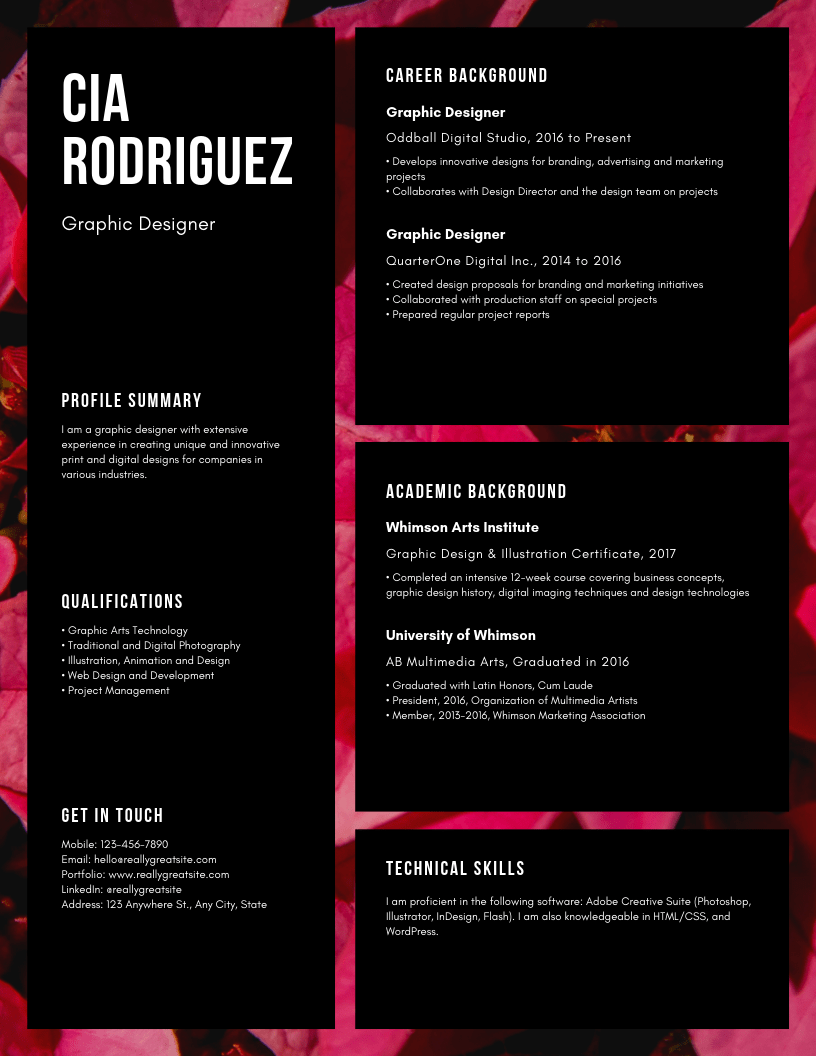 CIA
RODRIGUEZ
Graphic Designer
PROFILE SUMMARY
I am a graphic designer with extensive
experience in creating unique and innovative
print and digital designs for companies in
various industries.
QUALIFICATIONS
• Graphic Arts Technology
• Traditional and Digital Photography
• Illustration, Animation and Design
• Web Design and Development
• Project Management
GET IN TOUCH
Mobile: 123-456-7890
Email: hello@reallygreatsite.com
Portfolio: www.reallygreatsite.com
LinkedIn: @reallygreatsite
Address: 123 Anywhere St., Any City, State
CAREER BACKGROUND
Graphic Designer
Oddball Digital Studio, 2016 to Present
• Develops innovative designs for branding, advertising and marketing
projects
• Collaborates with Design Director and the design team on projects
Graphic Designer
QuarterOne Digital Inc., 2014 to 2016
• Created design proposals for branding and marketing initiatives
• Collaborated with production staff on special projects
• Prepared regular project reports
ACADEMIC BACKGROUND
Whimson Arts Institute
Graphic Design & Illustration Certificate, 2017
• Completed an intensive 12-week course covering business concepts,
graphic design history, digital imaging techniques and design technologies
University of Whimson
AB Multimedia Arts, Graduated in 2016
• Graduated with Latin Honors, Cum Laude
• President, 2016, Organization of Multimedia Artists
• Member, 2013-2016, Whimson Marketing Association
TECHNICAL SKILLS
I am proficient in the following software: Adobe Creative Suite (Photoshop,
Illustrator, InDesign, Flash). I am also knowledgeable in HTML/CSS, and
WordPress.